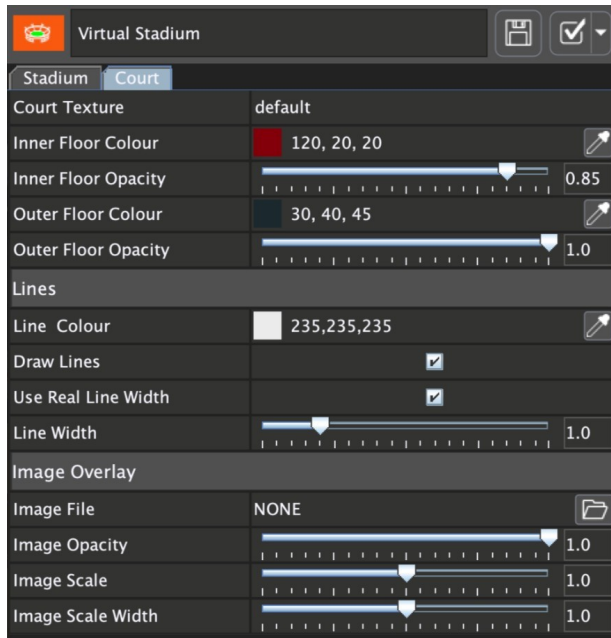 Virtual Stadium
Stadium Court
Court Texture default
Inner Floor Colour 120, 20, 20
Inner Floor Opacity 0.85
Outer Floor Colour 30, 40, 45
Outer Floor Opacity 1.0
Lines
Line Colour 235,235,235
Draw Lines
Use Real Line Width
Line Width 1.0
Image Overlay
Image File NONE
Image Opacity 1.0
Image Scale 1.0
Image Scale Width 1.0